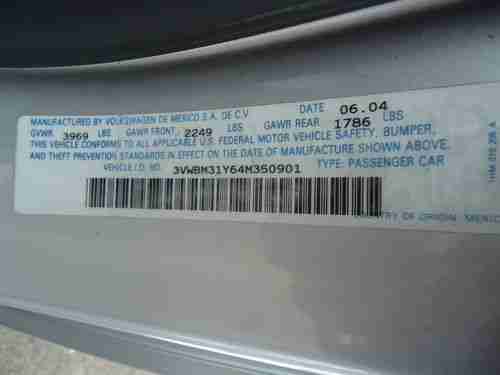 MANUFACTURED BY VOLKSWAGEN DE MEXICO S.A. DE C.V. DATE 06.04
GVWR 3969 LBS GAWR FRONT 2249 LBS GAWR REAR 1786 LBS
THIS VEHICLE CONFORMS TO ALL APPLICABLE U.S. FEDERAL MOTOR VEHICLE SAFETY, BUMPER,
AND THEFT PREVENTION STANDARDS IN EFFECT ON THE DATE OF MANUFACTURE SHOWN ABOVE.
VEHICLE I.D. NO. 3VWBM31Y64M350901 TYPE: PASSENGER CAR
COUNTRY OF ORIGIN: MEXICO